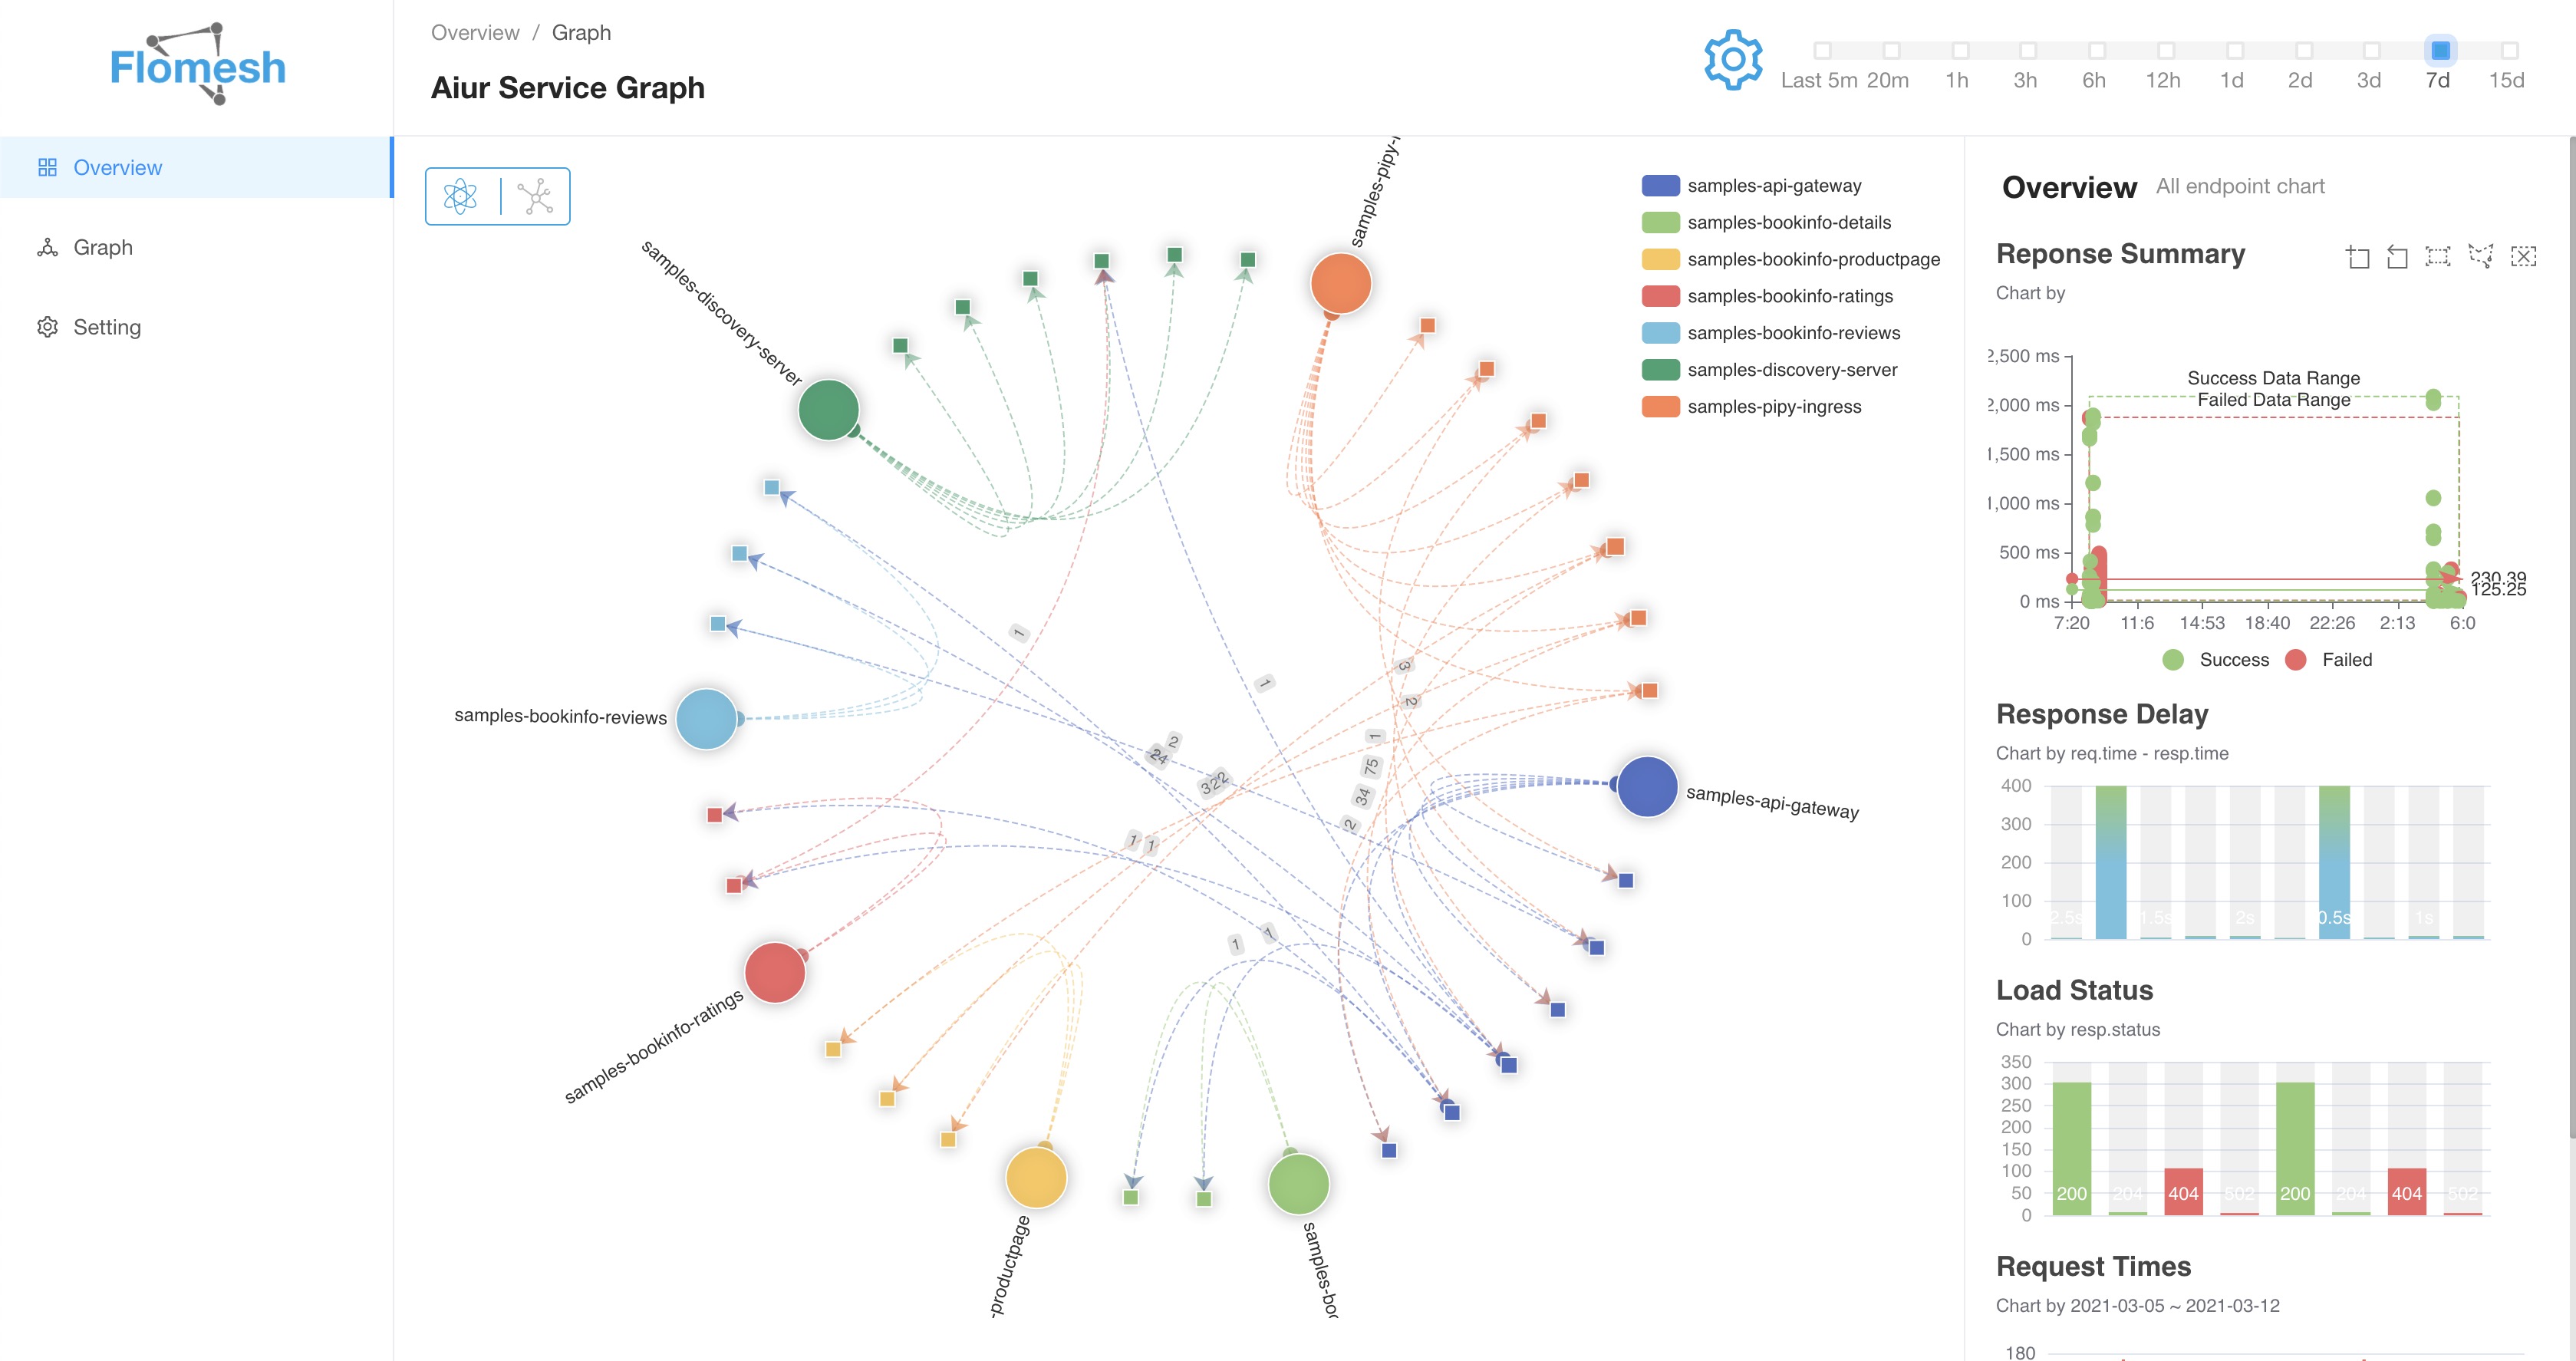 Flomesh
Overview
Graph
Setting
Overview / Graph
Aiur Service Graph
Last 5m 20m 1h 3h 6h 12h 1d 2d 3d 7d 15d
samples-api-gateway
samples-bookinfo-details
samples-bookinfo-productpage
samples-bookinfo-ratings
samples-bookinfo-reviews
samples-discovery-server
samples-pipy-ingress
samples-pipy-
samples-discovery-server
samples-bookinfo-reviews
samples-api-gateway
samples-bookinfo-ratings
-productpage
samples-boo
1
1
3
2
1
2
24
322
75
34
2
1
1
1
1
Overview All endpoint chart
Reponse Summary
Chart by
2,500 ms
2,000 ms
1,500 ms
1,000 ms
500 ms
0 ms
Success Data Range
Failed Data Range
230.39
125.25
7:20 11:6 14:53 18:40 22:26 2:13 6:0
Success Failed
Response Delay
Chart by req.time - resp.time
400
300
200
100
0
2.5s 1.5s 2s 0.5s 1s
Load Status
Chart by resp.status
350
300
250
200
150
100
50
0
200 204 404 502 200 204 404 502
Request Times
Chart by 2021-03-05 ~ 2021-03-12
180